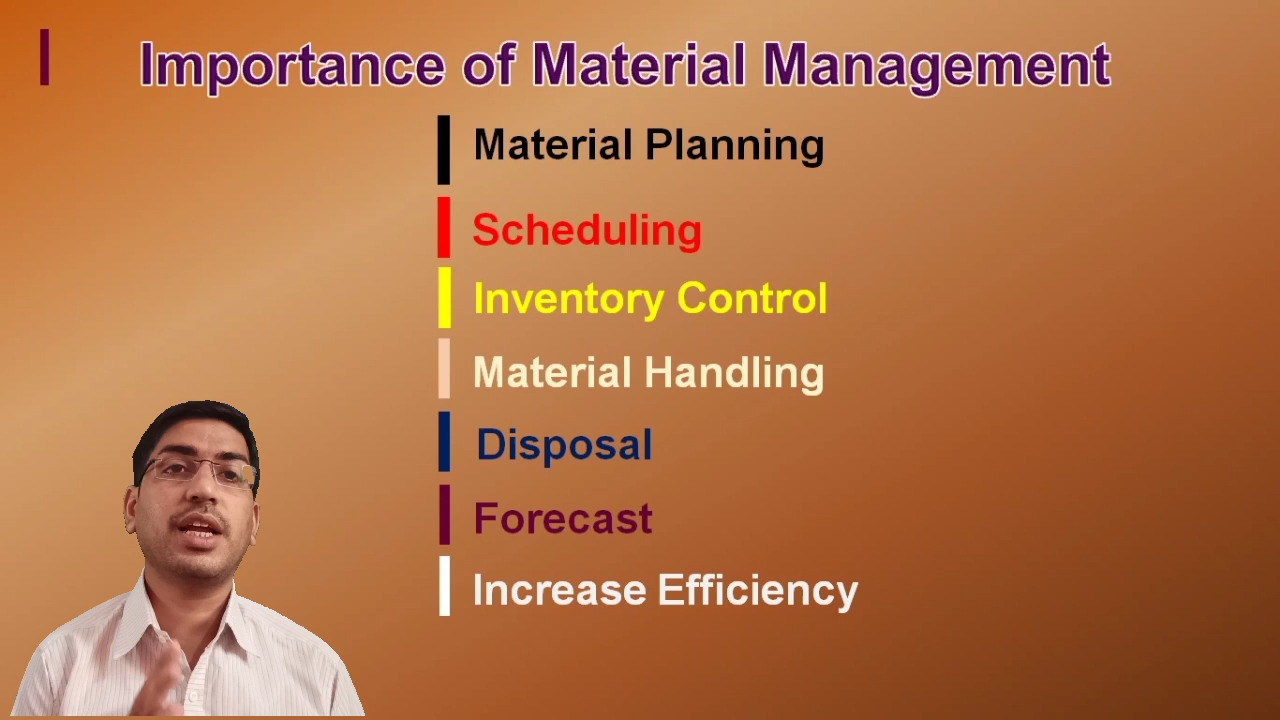 Importance of Material Management
Material Planning
Scheduling
Inventory Control
Material Handling
Disposal
Forecast
Increase Efficiency